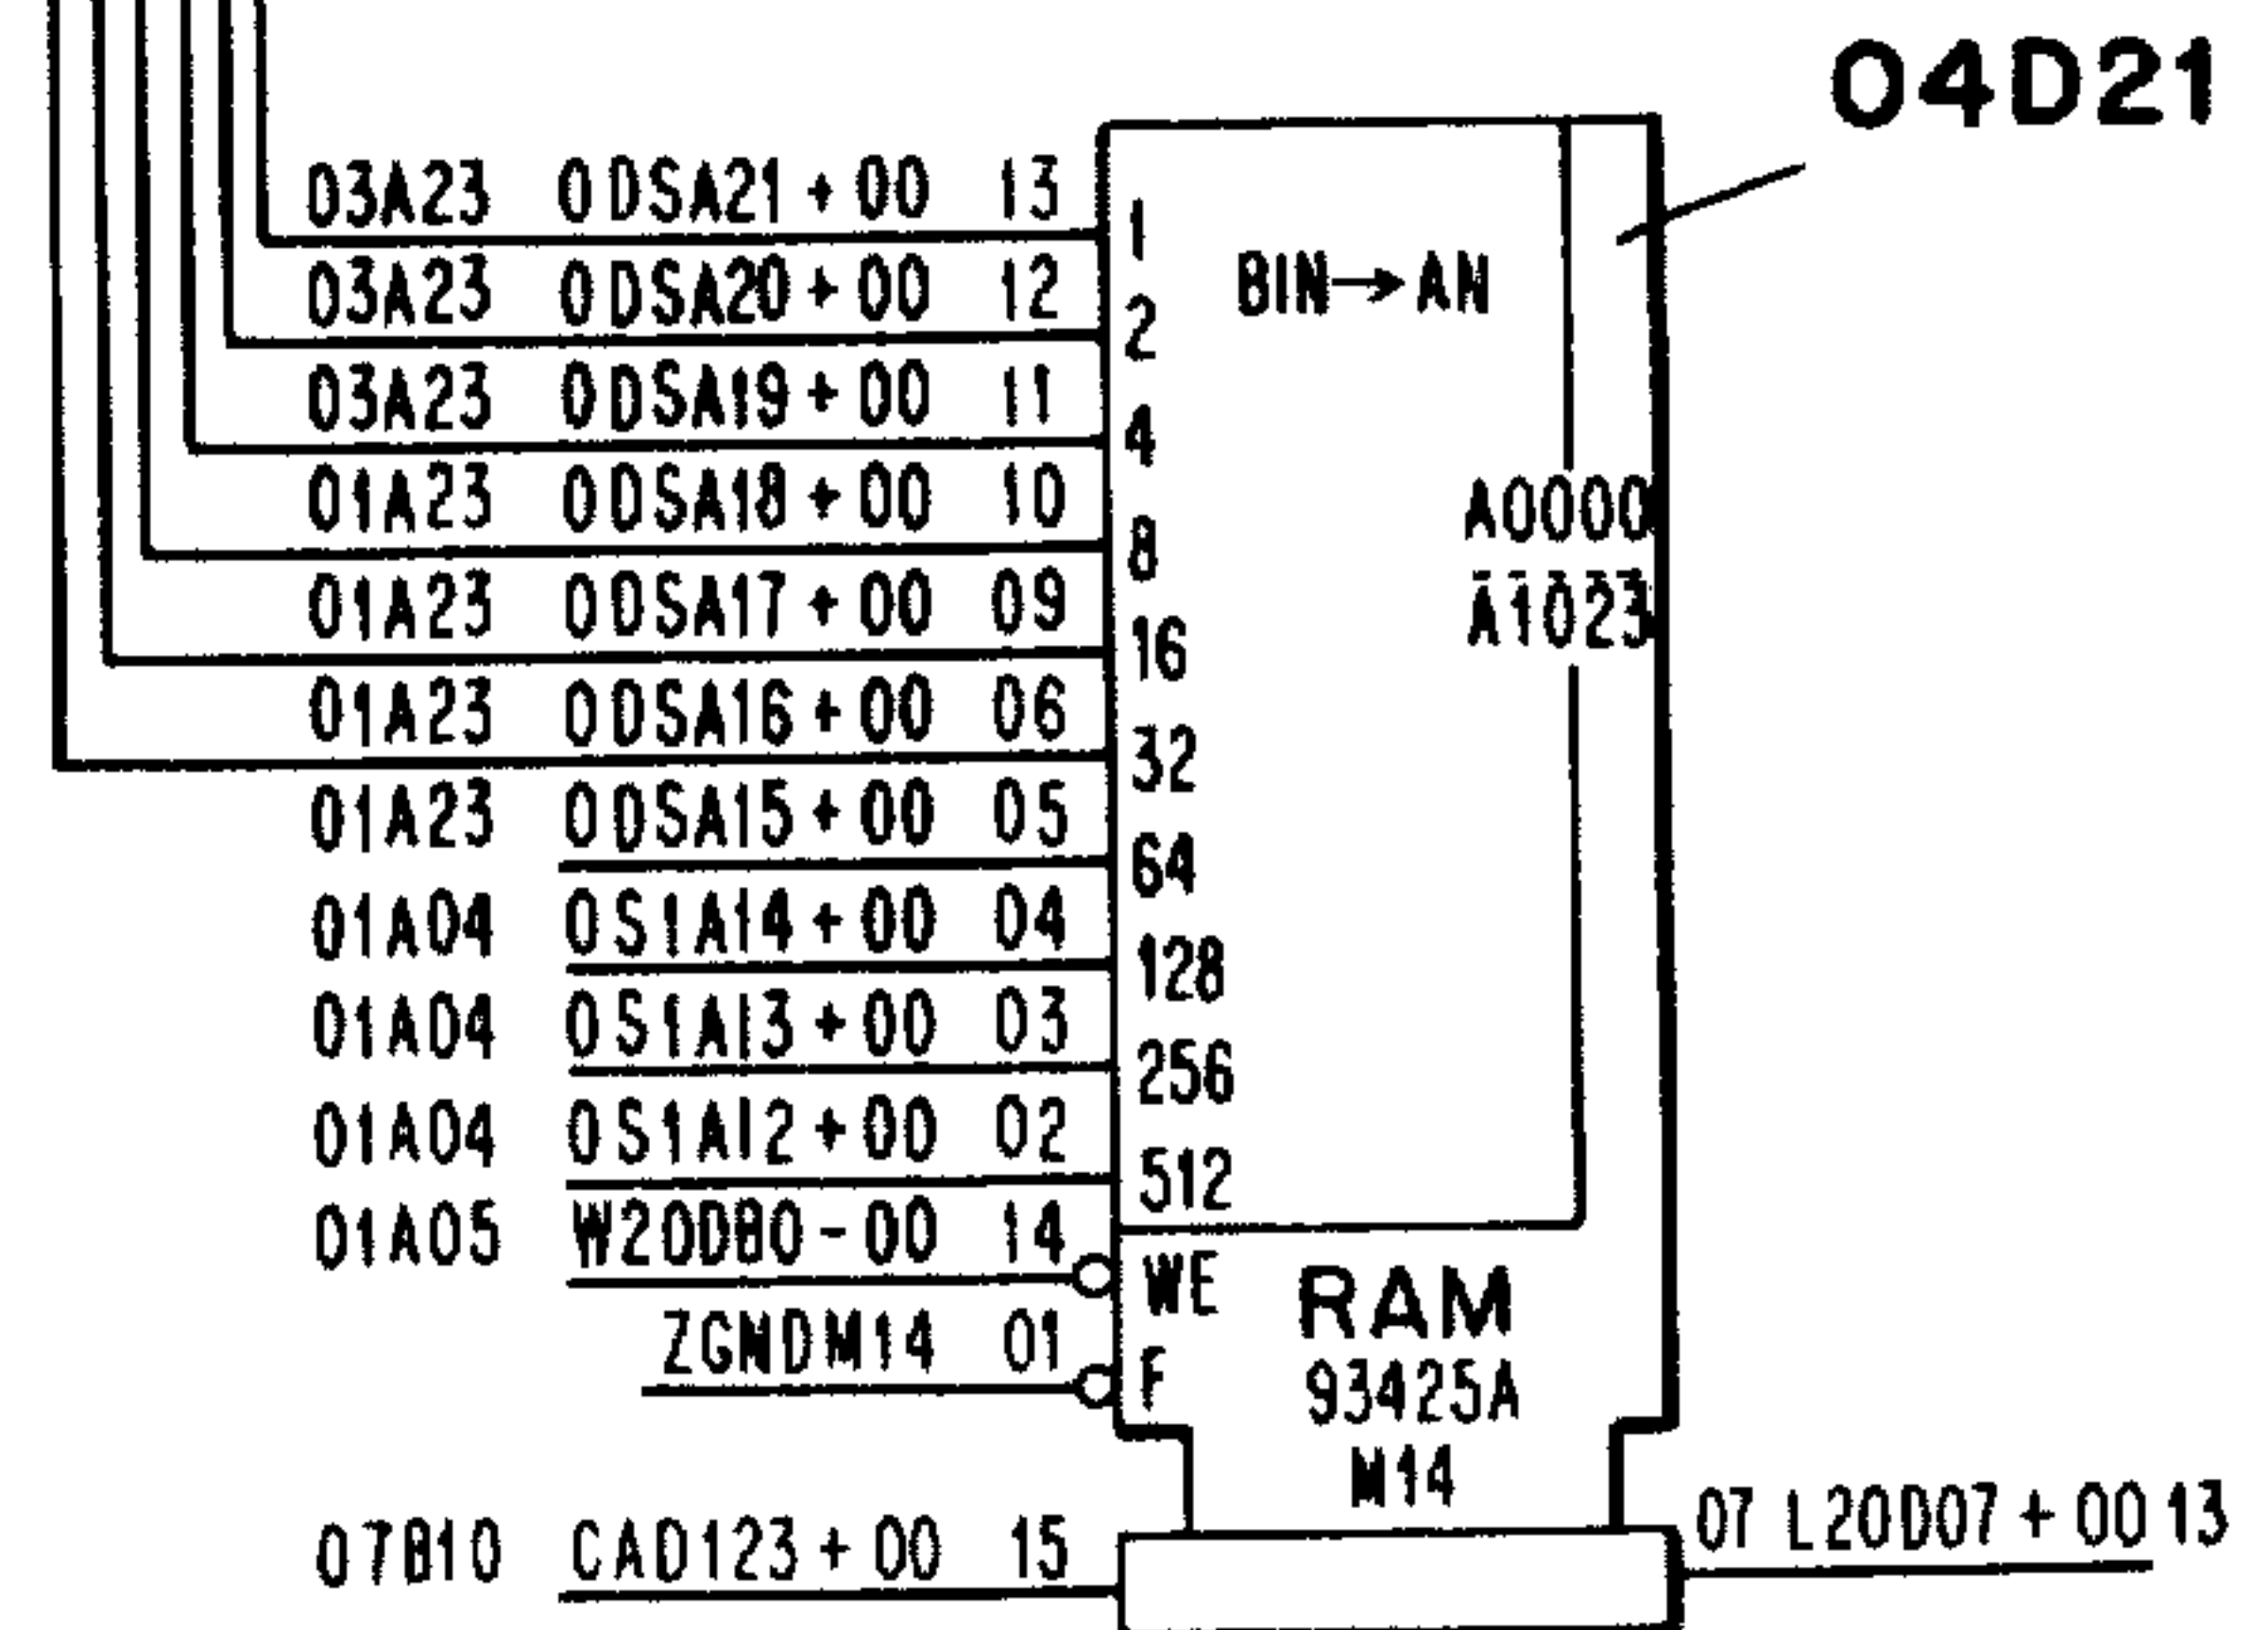 04D21
03A23 0DSA21+00 13 1
BIN→AN
03A23 0DSA20+00 12 2
03A23 0DSA19+00 11 4
A0000
01A23 0DSA18+00 10 8
A1023
01A23 0DSA17+00 09 16
01A23 0DSA16+00 06 32
01A23 0DSA15+00 05 64
01A04 0S1A14+00 04 128
01A04 0S1A13+00 03 256
01A04 0S1A12+00 02 512
01A05 W20DB0-00 14 WE
RAM
ZGNDM14 01 F
93425A
M14
07B10 CAD123+00 15
07 L20D07+00 13